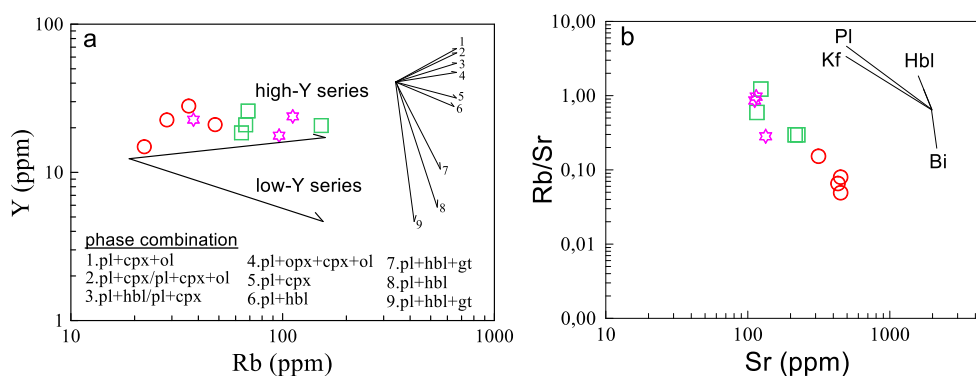 a
100
10
1
Y (ppm)
10
100
1000
Rb (ppm)
high-Y series
low-Y series
1
2
3
4
5
6
7
8
9
phase combination
1.pl+cpx+ol
2.pl+cpx/pl+cpx+ol
3.pl+hbl/pl+cpx
4.pl+opx+cpx+ol
5.pl+cpx
6.pl+hbl
7.pl+hbl+gt
8.pl+hbl
9.pl+hbl+gt
b
10,00
1,00
0,10
0,01
0,00
Rb/Sr
10
100
1000
Sr (ppm)
Pl
Kf
Hbl
Bi